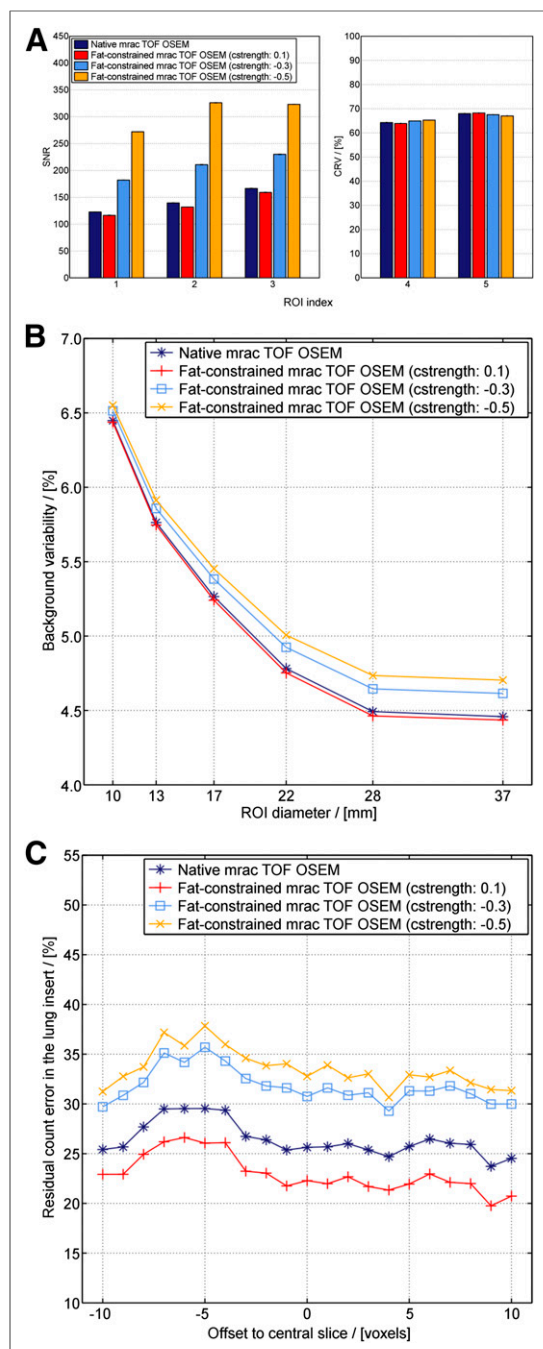 A
Native mrac TOF OSEM
Fat-constrained mrac TOF OSEM (cstrength: 0.1)
Fat-constrained mrac TOF OSEM (cstrength: -0.3)
Fat-constrained mrac TOF OSEM (cstrength: -0.5)
450
400
350
300
250
200
150
100
50
0
SNR
1
2
3
100
90
80
70
60
50
40
30
20
10
0
CRV / [%]
4
5
ROI index
B
7.0
6.5
6.0
5.5
5.0
4.5
4.0
Background variability / [%]
Native mrac TOF OSEM
Fat-constrained mrac TOF OSEM (cstrength: 0.1)
Fat-constrained mrac TOF OSEM (cstrength: -0.3)
Fat-constrained mrac TOF OSEM (cstrength: -0.5)
10
13
17
22
28
37
ROI diameter / [mm]
C
55
50
45
40
35
30
25
20
15
10
Residual count error in the lung insert / [%]
Native mrac TOF OSEM
Fat-constrained mrac TOF OSEM (cstrength: 0.1)
Fat-constrained mrac TOF OSEM (cstrength: -0.3)
Fat-constrained mrac TOF OSEM (cstrength: -0.5)
-10
-5
0
5
10
Offset to central slice / [voxels]